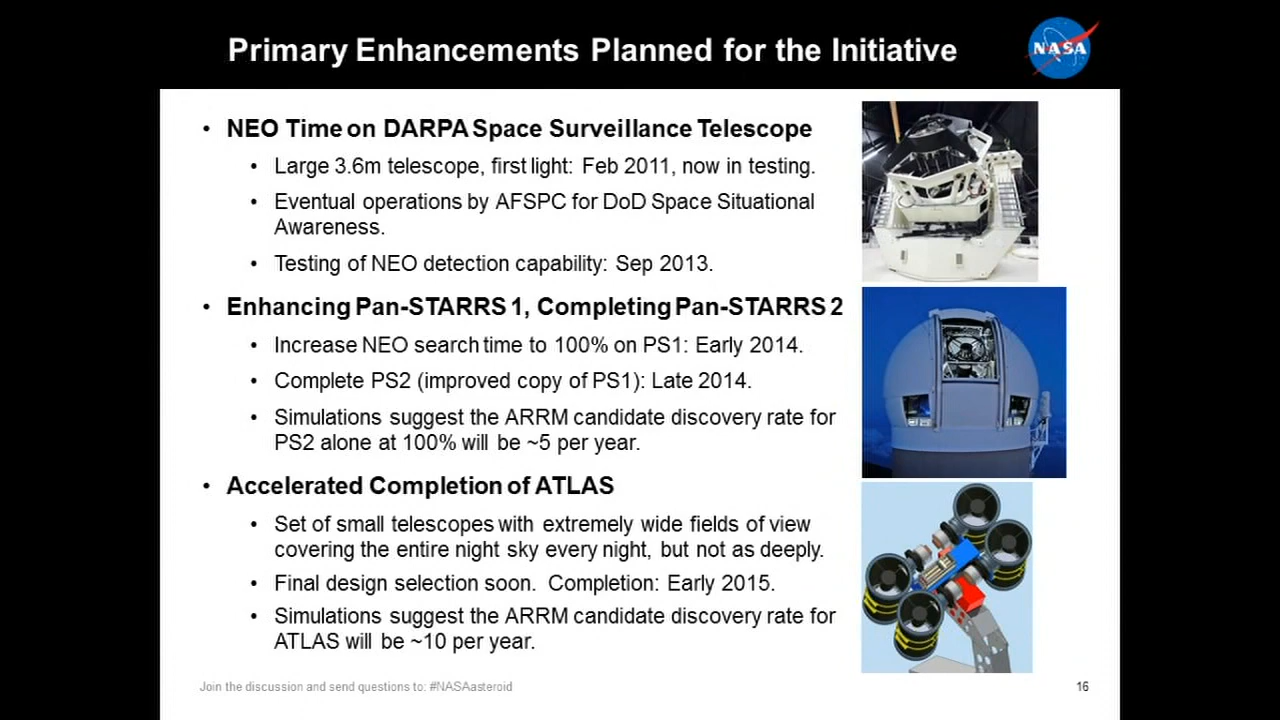 Primary Enhancements Planned for the Initiative
NASA
• NEO Time on DARPA Space Surveillance Telescope
• Large 3.6m telescope, first light: Feb 2011, now in testing.
• Eventual operations by AFSPC for DoD Space Situational
Awareness.
• Testing of NEO detection capability: Sep 2013.
• Enhancing Pan-STARRS 1, Completing Pan-STARRS 2
• Increase NEO search time to 100% on PS1: Early 2014.
• Complete PS2 (improved copy of PS1): Late 2014.
• Simulations suggest the ARRM candidate discovery rate for
PS2 alone at 100% will be ~5 per year.
• Accelerated Completion of ATLAS
• Set of small telescopes with extremely wide fields of view
covering the entire night sky every night, but not as deeply.
• Final design selection soon. Completion: Early 2015.
• Simulations suggest the ARRM candidate discovery rate for
ATLAS will be ~10 per year.
Join the discussion and send questions to: #NASAasteroid
16